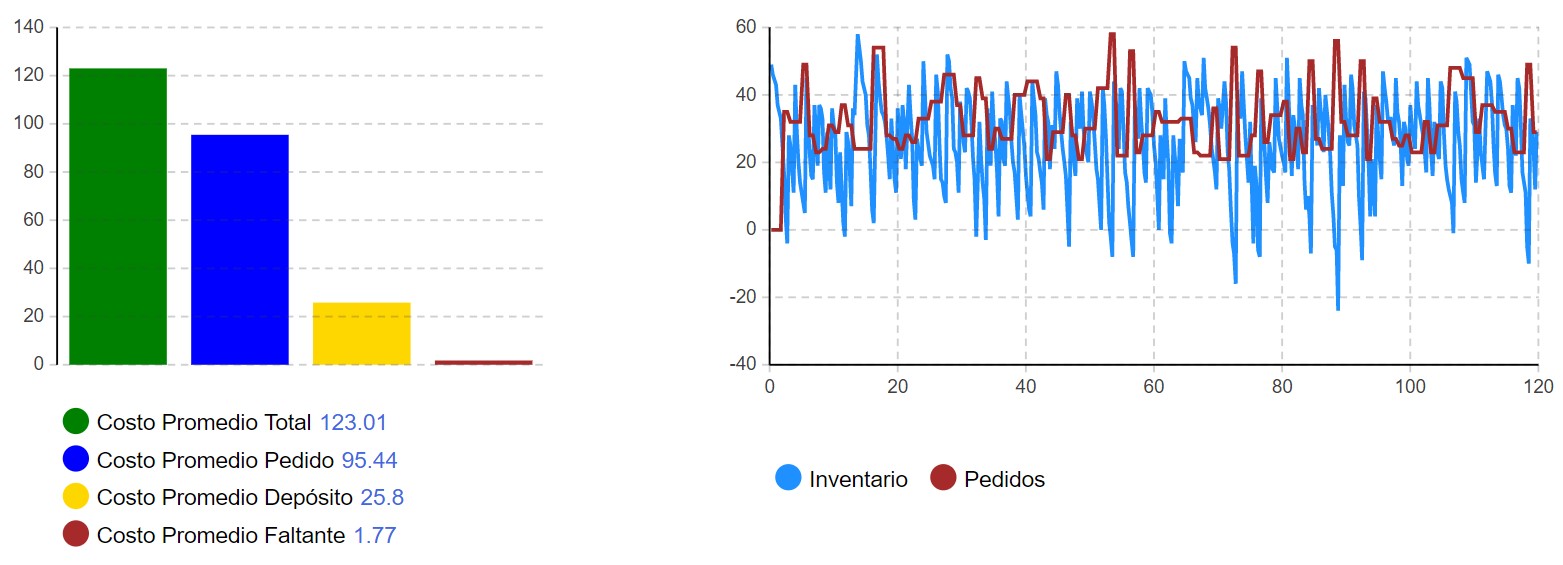 140
120
100
80
60
40
20
0
Costo Promedio Total 123.01
Costo Promedio Pedido 95.44
Costo Promedio Depósito 25.8
Costo Promedio Faltante 1.77
60
40
20
0
-20
-40
0 20 40 60 80 100 120
Inventario Pedidos